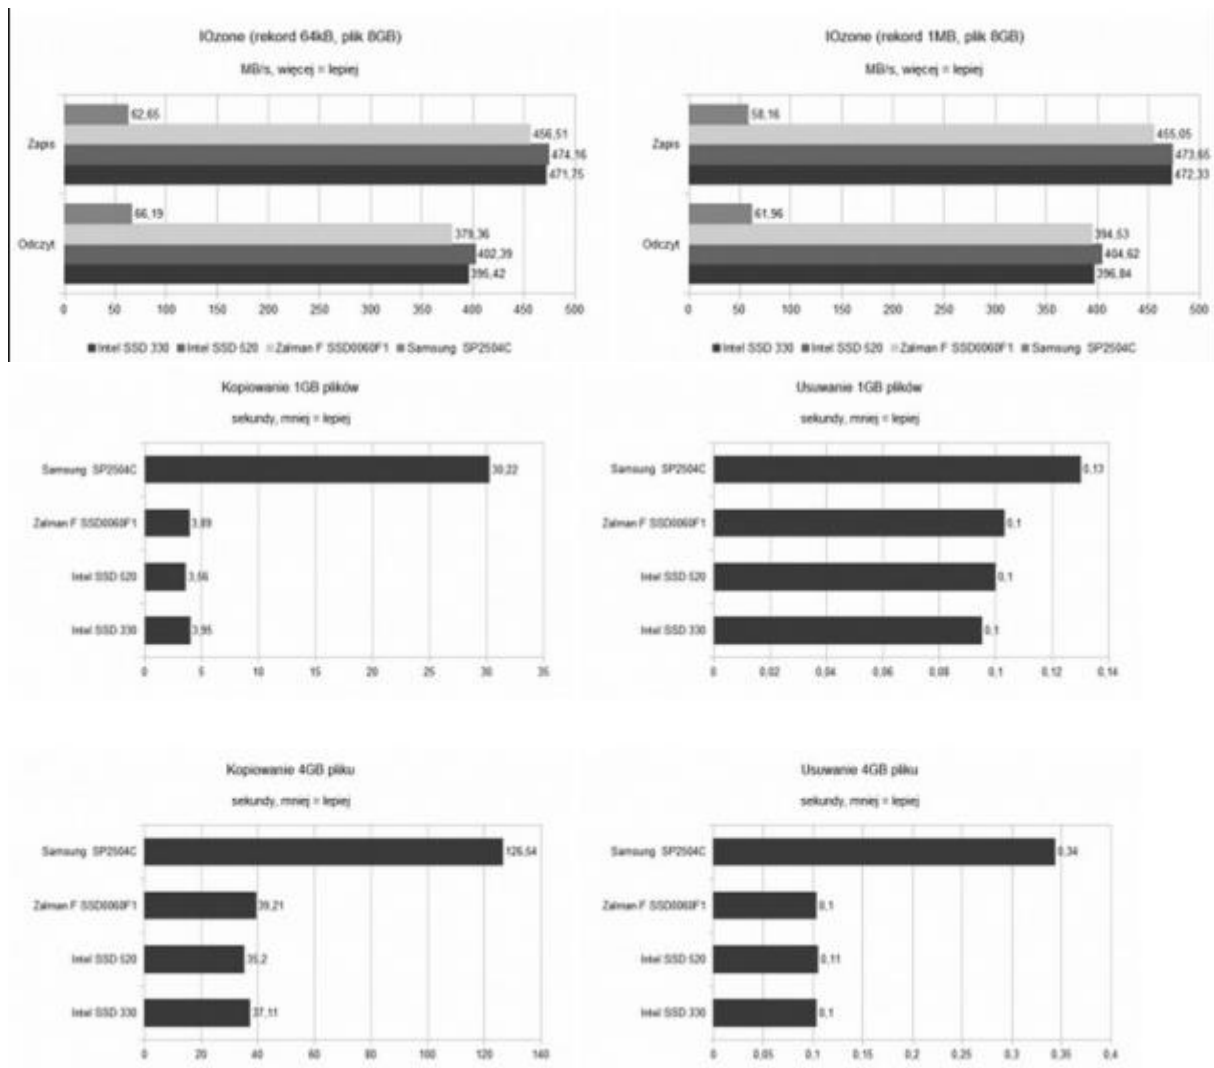 IOzone (rekord 64kB, plik 8GB)
MB/s, więcej = lepiej
62,65
456,51
Zapis
474,16
471,75
66,19
379,36
Odczyt
402,39
395,42
0 50 100 150 200 250 300 350 400 450 500
Intel SSD 330 Intel SSD 520 Zalman F SSD0060F1 Samsung SP2504C
IOzone (rekord 1MB, plik 8GB)
MB/s, więcej = lepiej
58,16
455,05
Zapis
473,65
472,33
61,96
394,53
Odczyt
404,62
396,84
0 50 100 150 200 250 300 350 400 450 500
Intel SSD 330 Intel SSD 520 Zalman F SSD0060F1 Samsung SP2504C
Kopiowanie 1GB plików
sekundy, mniej = lepiej
Samsung SP2504C 30,22
Zalman F SSD0060F1 3,89
Intel SSD 520 3,56
Intel SSD 330 3,95
0 5 10 15 20 25 30 35
Usuwanie 1GB plików
sekundy, mniej = lepiej
Samsung SP2504C 0,13
Zalman F SSD0060F1 0,1
Intel SSD 520 0,1
Intel SSD 330 0,1
0 0,02 0,04 0,06 0,08 0,1 0,12 0,14
Kopiowanie 4GB pliku
sekundy, mniej = lepiej
Samsung SP2504C 126,54
Zalman F SSD0060F1 39,21
Intel SSD 520 35,2
Intel SSD 330 37,11
0 20 40 60 80 100 120 140
Usuwanie 4GB pliku
sekundy, mniej = lepiej
Samsung SP2504C 0,34
Zalman F SSD0060F1 0,1
Intel SSD 520 0,11
Intel SSD 330 0,1
0 0,05 0,1 0,15 0,2 0,25 0,3 0,35 0,4